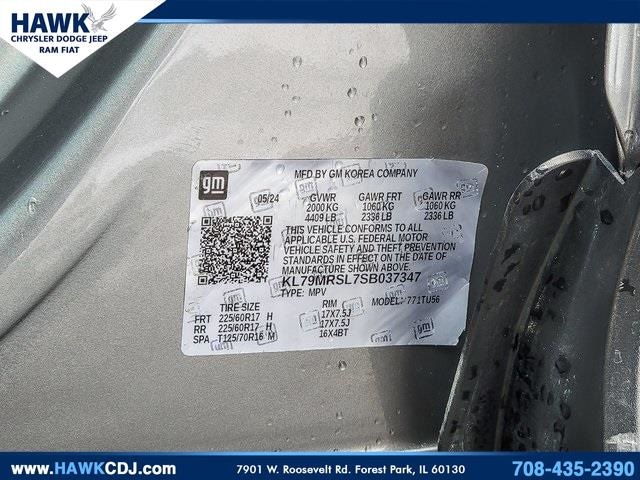 HAWK
CHRYSLER DODGE JEEP
RAM FIAT
MFD BY GM KOREA COMPANY
gm
05/24 GVWR GAWR FRT GAWR RR
2000 KG 1060 KG 1060 KG
4409 LB 2336 LB 2336 LB
THIS VEHICLE CONFORMS TO ALL
APPLICABLE U.S. FEDERAL MOTOR
VEHICLE SAFETY AND THEFT PREVENTION
STANDARDS IN EFFECT ON THE DATE OF
MANUFACTURE SHOWN ABOVE.
KL79MRSL7SB037347
TYPE: MPV MODEL: 771TU56
TIRE SIZE RIM
FRT 225/60R17 H 17X7.5J
RR 225/60R17 H 17X7.5J
SPA T125/70R16 M 16X4BT
www.HAWKCDJ.com 7901 W. Roosevelt Rd. Forest Park, IL 60130 708-435-2390